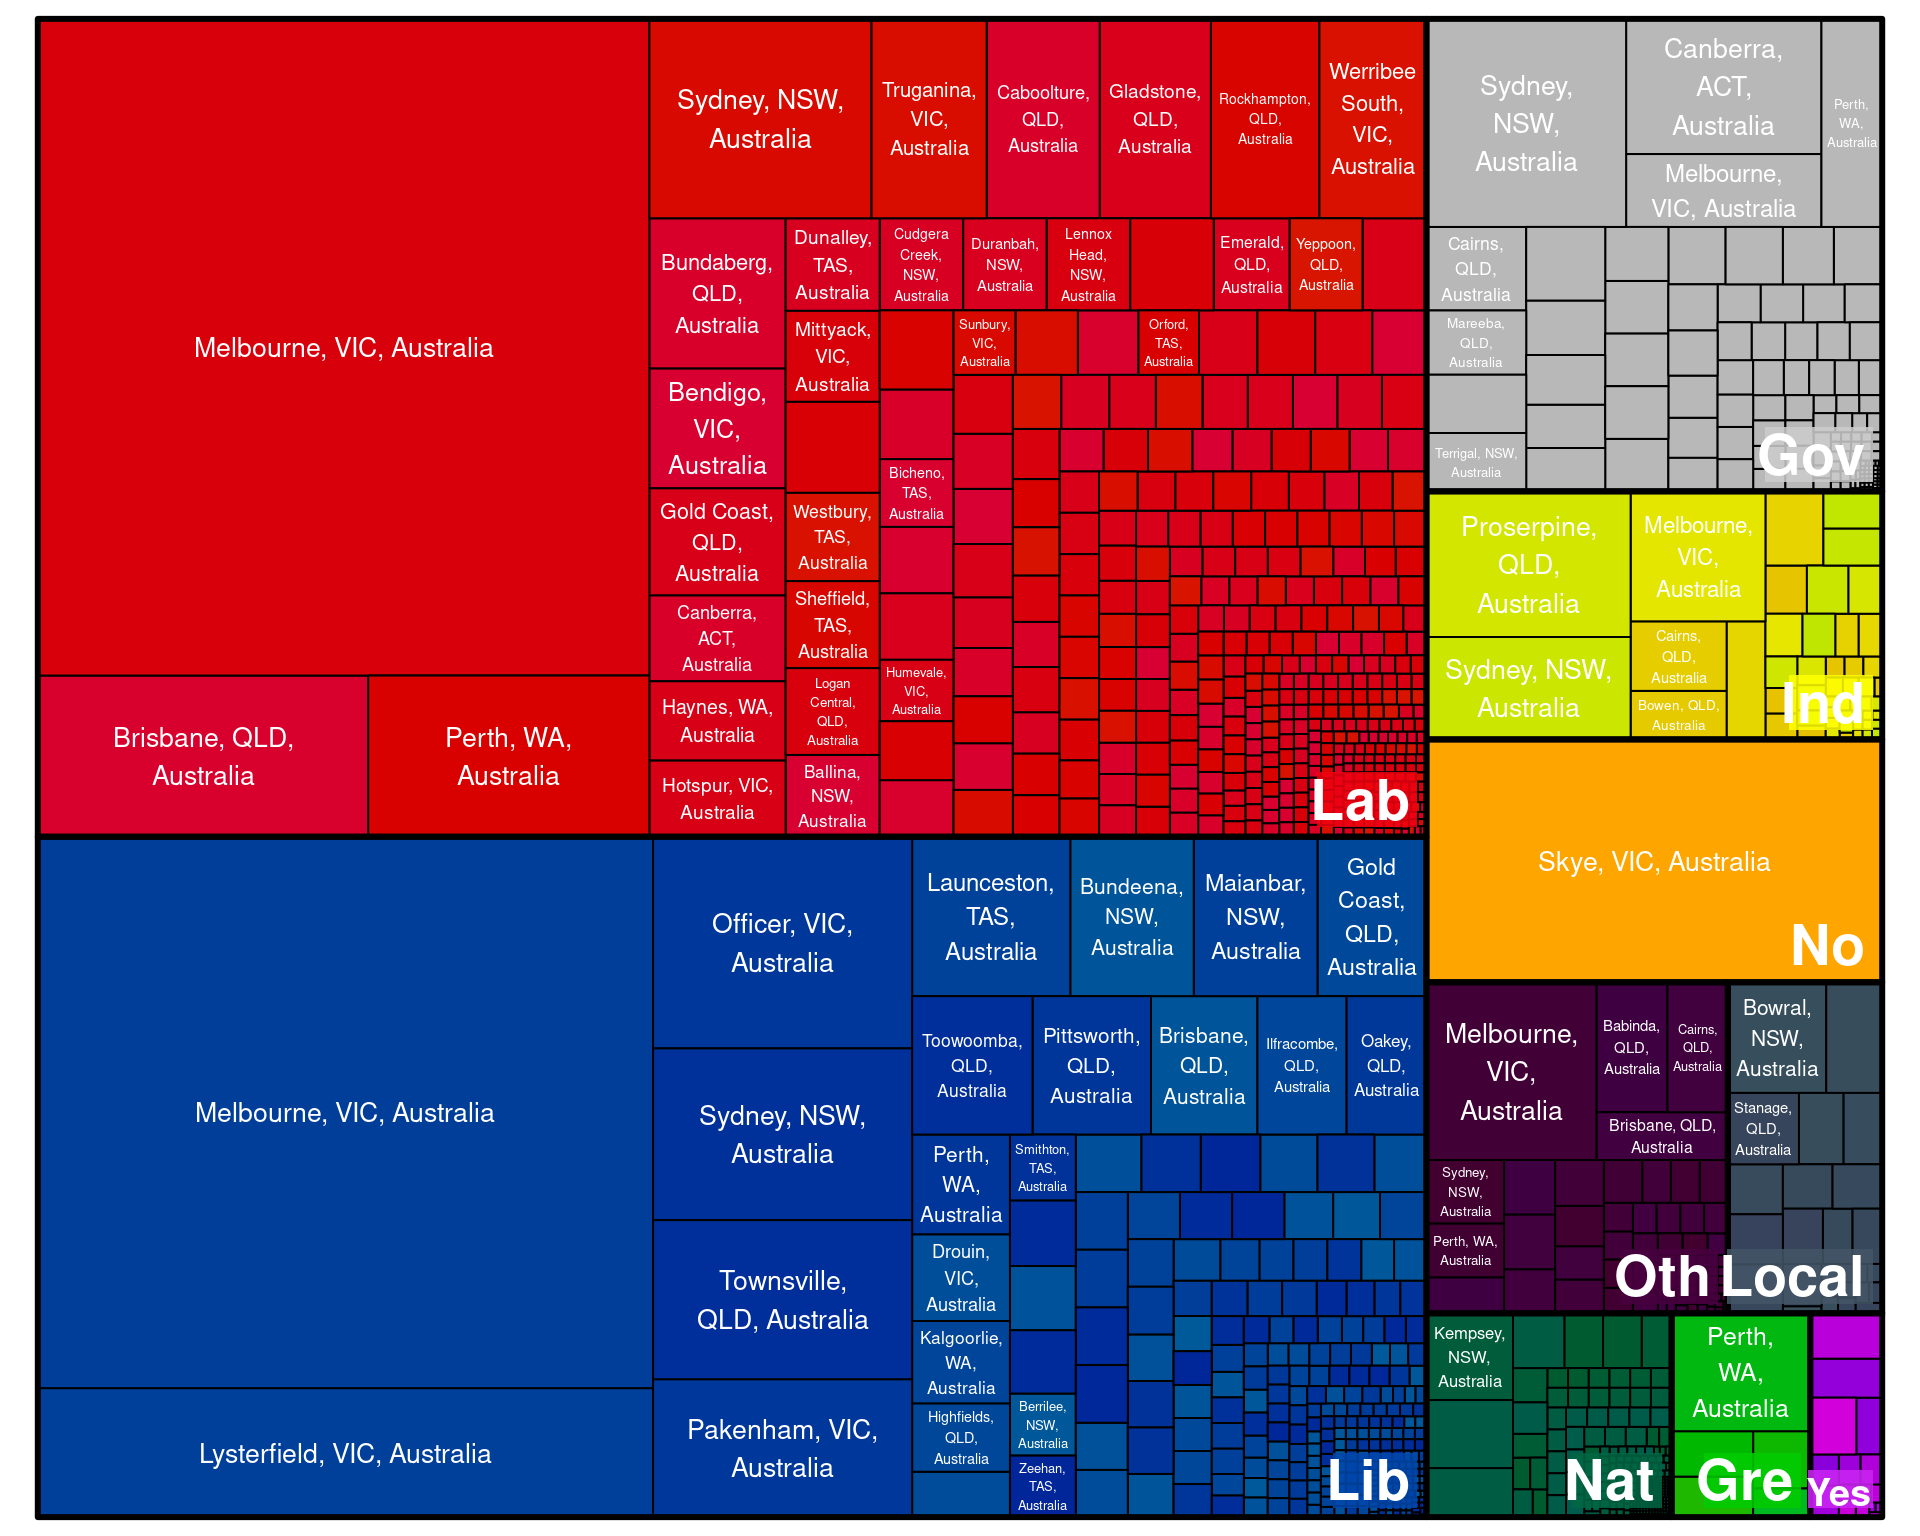 Melbourne, VIC, Australia
Brisbane, QLD,
Australia
Perth, WA,
Australia
Sydney, NSW,
Australia
Truganina,
VIC,
Australia
Caboolture,
QLD,
Australia
Gladstone,
QLD,
Australia
Rockhampton,
QLD,
Australia
Werribee
South,
VIC,
Australia
Bundaberg,
QLD,
Australia
Bendigo,
VIC,
Australia
Gold Coast,
QLD,
Australia
Canberra,
ACT,
Australia
Haynes, WA,
Australia
Hotspur, VIC,
Australia
Dunalley,
TAS,
Australia
Mittyack,
VIC,
Australia
Westbury,
TAS,
Australia
Sheffield,
TAS,
Australia
Logan
Central,
QLD,
Australia
Ballina,
NSW,
Australia
Cudgera
Creek,
NSW,
Australia
Duranbah,
NSW,
Australia
Lennox
Head,
NSW,
Australia
Emerald,
QLD,
Australia
Yeppoon,
QLD,
Australia
Sunbury,
VIC,
Australia
Orford,
TAS,
Australia
Bicheno,
TAS,
Australia
Humevale,
VIC,
Australia
Lab
Melbourne, VIC, Australia
Lysterfield, VIC, Australia
Officer, VIC,
Australia
Sydney, NSW,
Australia
Townsville,
QLD, Australia
Pakenham, VIC,
Australia
Launceston,
TAS,
Australia
Bundeena,
NSW,
Australia
Maianbar,
NSW,
Australia
Gold
Coast,
QLD,
Australia
Toowoomba,
QLD,
Australia
Pittsworth,
QLD,
Australia
Brisbane,
QLD,
Australia
Ilfracombe,
QLD,
Australia
Oakey,
QLD,
Australia
Perth,
WA,
Australia
Drouin,
VIC,
Australia
Kalgoorlie,
WA,
Australia
Highfields,
QLD,
Australia
Smithton,
TAS,
Australia
Berrilee,
NSW,
Australia
Zeehan,
TAS,
Australia
Lib
Sydney,
NSW,
Australia
Canberra,
ACT,
Australia
Melbourne,
VIC, Australia
Perth,
WA,
Australia
Cairns,
QLD,
Australia
Mareeba,
QLD,
Australia
Terrigal, NSW,
Australia
Gov
Proserpine,
QLD,
Australia
Sydney, NSW,
Australia
Melbourne,
VIC,
Australia
Cairns,
QLD,
Australia
Bowen, QLD,
Australia
Ind
Skye, VIC, Australia
No
Melbourne,
VIC,
Australia
Babinda,
QLD,
Australia
Cairns,
QLD,
Australia
Brisbane, QLD,
Australia
Sydney,
NSW,
Australia
Perth, WA,
Australia
Oth
Bowral,
NSW,
Australia
Stanage,
QLD,
Australia
Local
Kempsey,
NSW,
Australia
Nat
Perth,
WA,
Australia
Gre
Yes